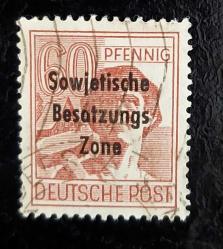 60 PFENNIG
Sowjetische
Besatzungs
Zone
DEUTSCHE POST